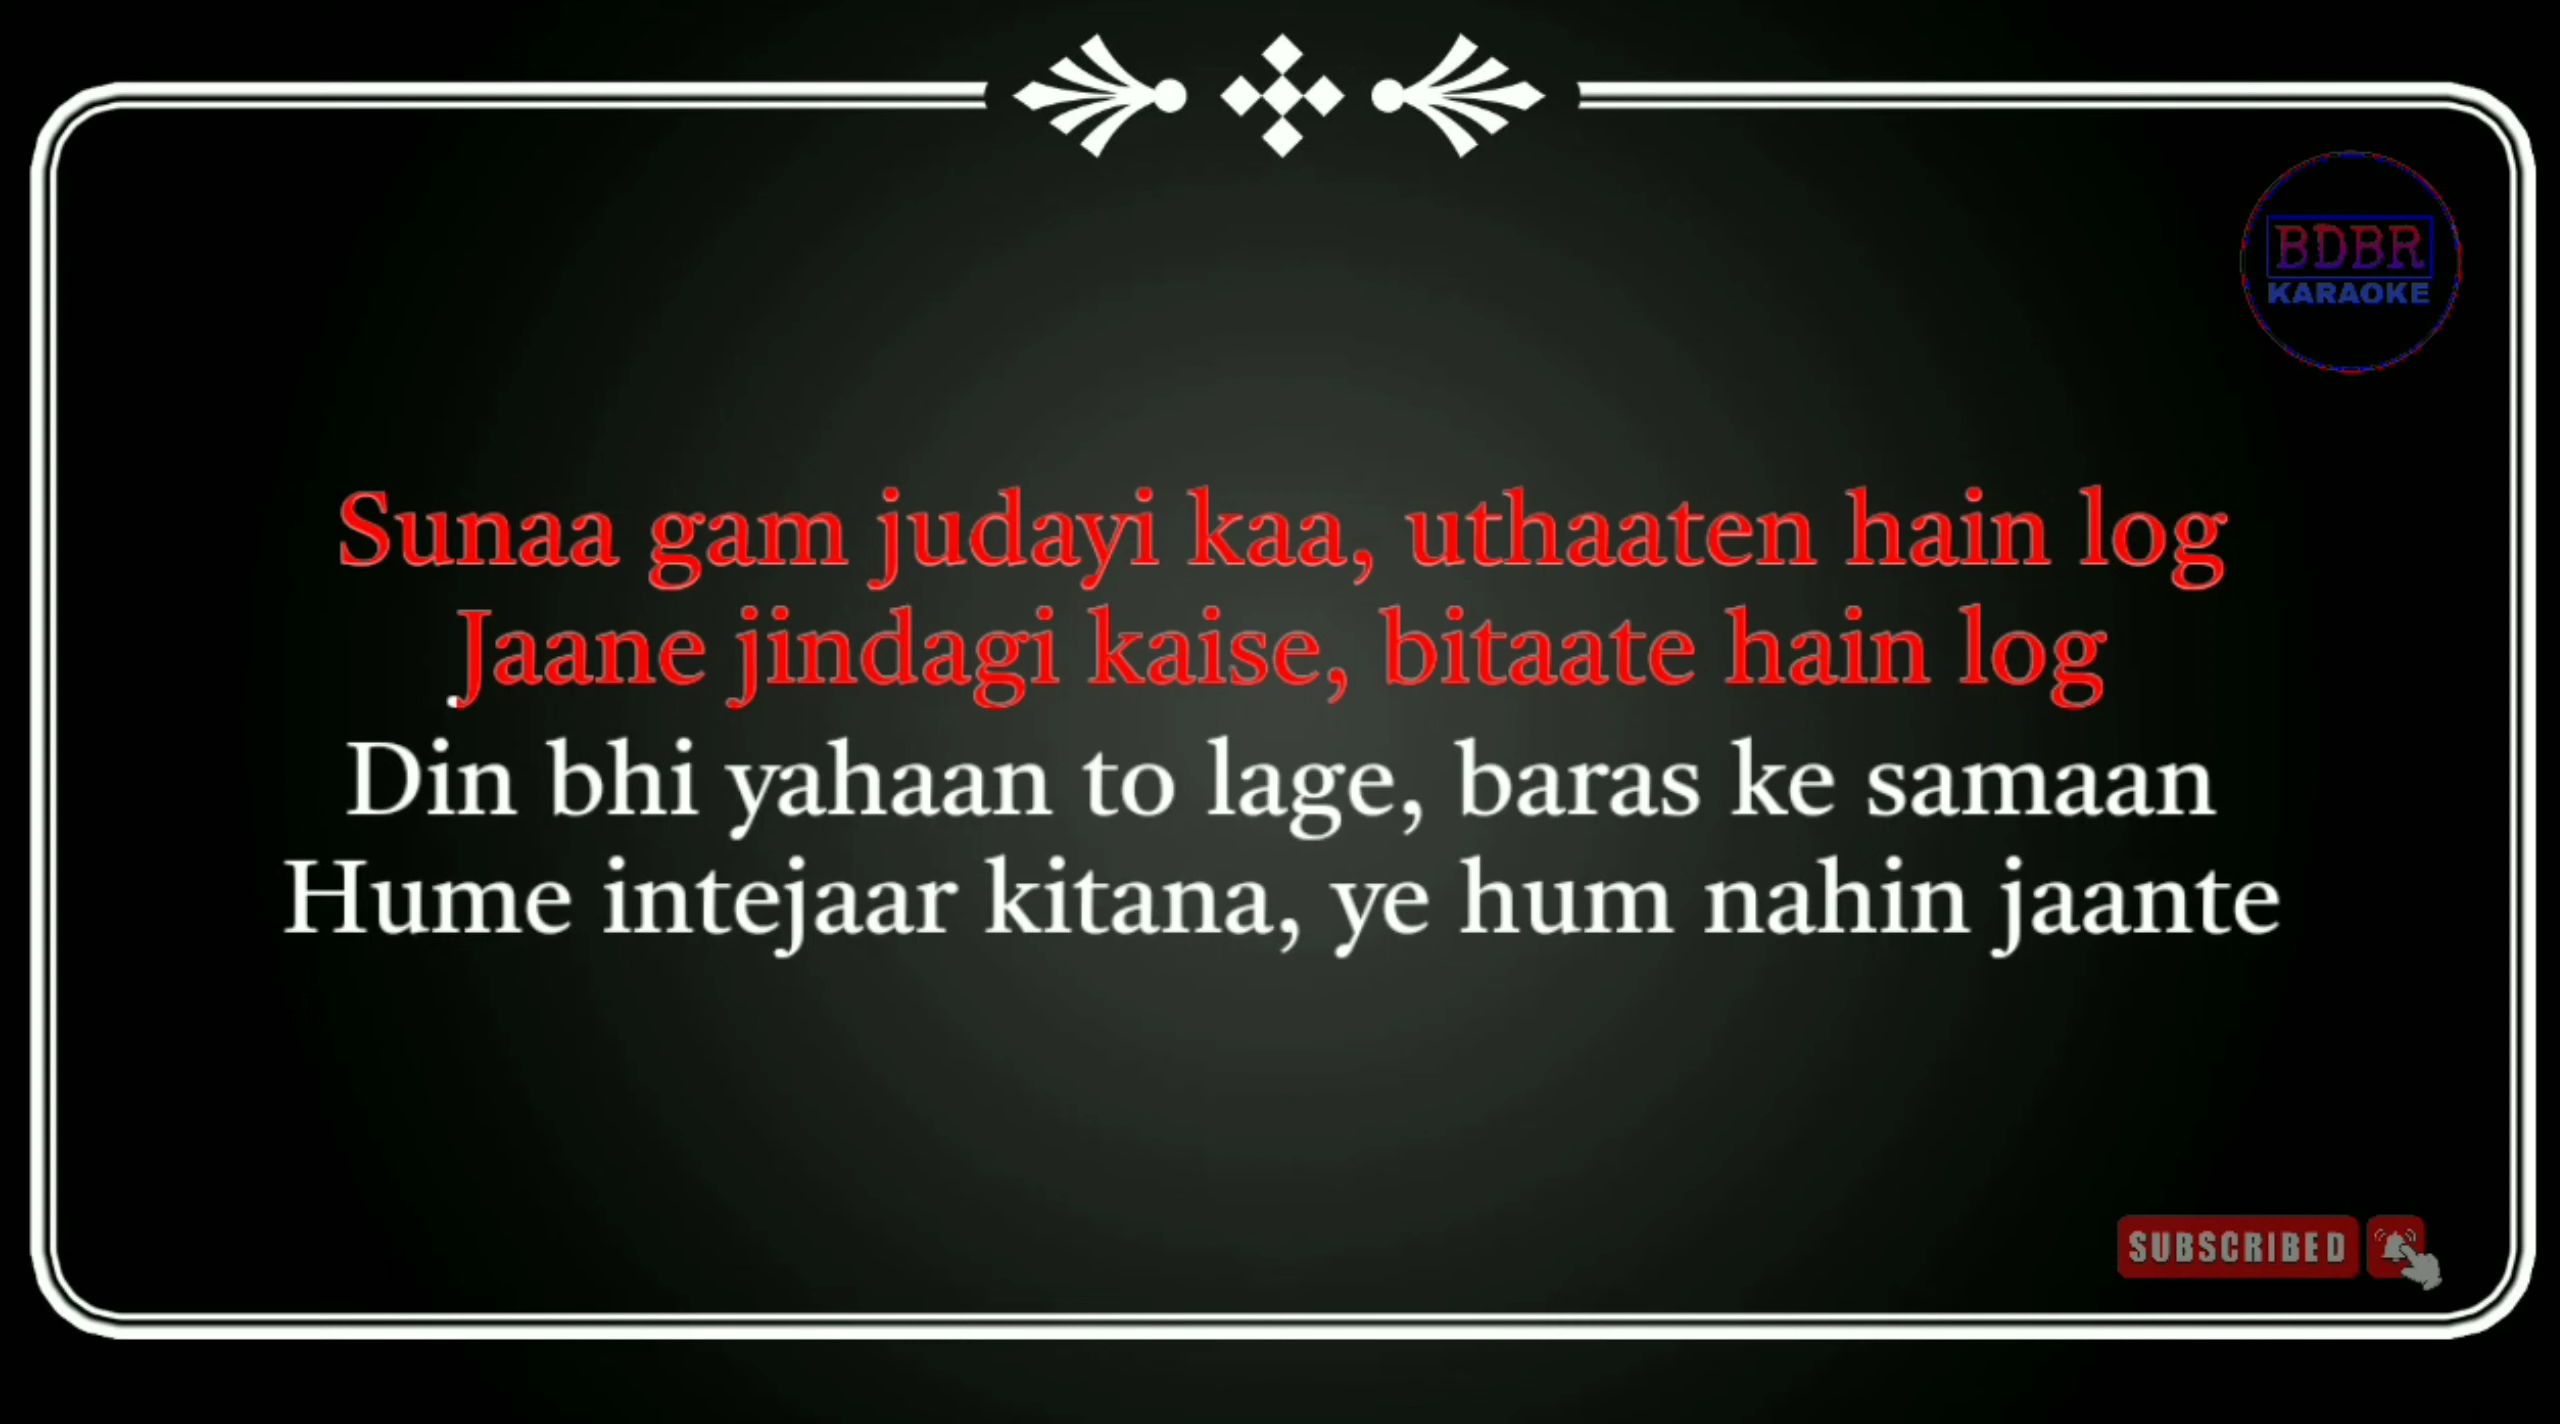 BDBR
KARAOKE
Sunaa gam judayi kaa, uthaaten hain log
Jaane jindagi kaise, bitaate hain log
Din bhi yahaan to lage, baras ke samaan
Hume intejaar kitana, ye hum nahin jaante
SUBSCRIBED